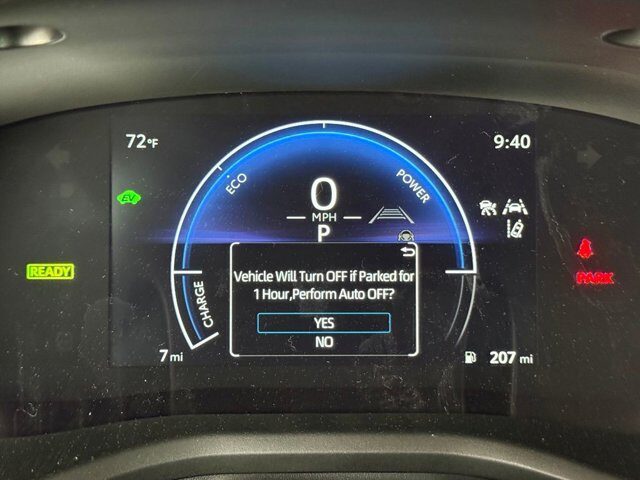 72°F
9:40
ECO
POWER
0
MPH
P
EV
READY
PARK
CHARGE
Vehicle Will Turn OFF if Parked for
1 Hour,Perform Auto OFF?
YES
NO
7 mi
207 mi